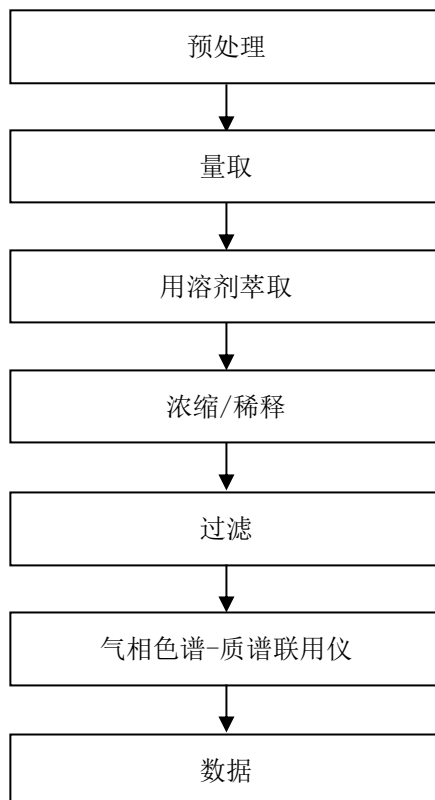 预处理
量取
用溶剂萃取
浓缩/稀释
过滤
气相色谱-质谱联用仪
数据